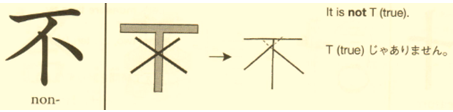 不
non-
T
It is not T (true).
T (true) じゃありません。